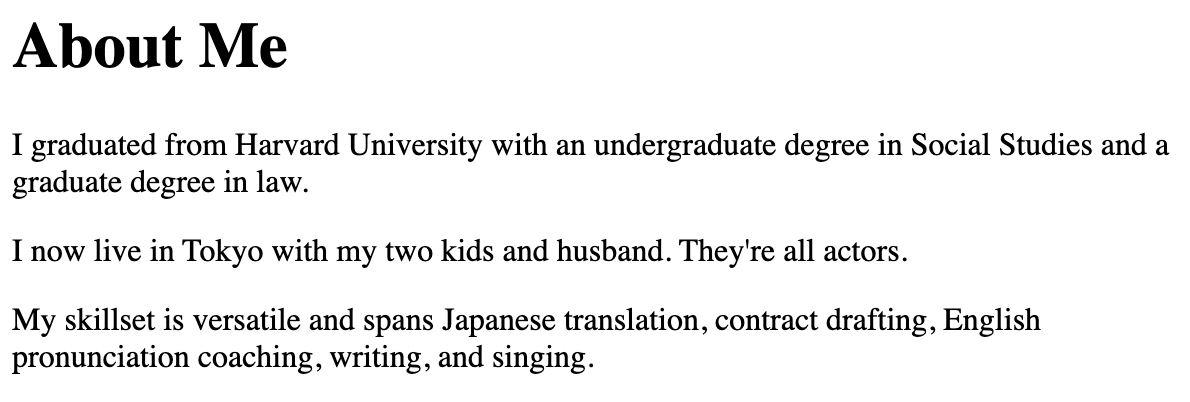 About Me
I graduated from Harvard University with an undergraduate degree in Social Studies and a
graduate degree in law.
I now live in Tokyo with my two kids and husband. They're all actors.
My skillset is versatile and spans Japanese translation, contract drafting, English
pronunciation coaching, writing, and singing.